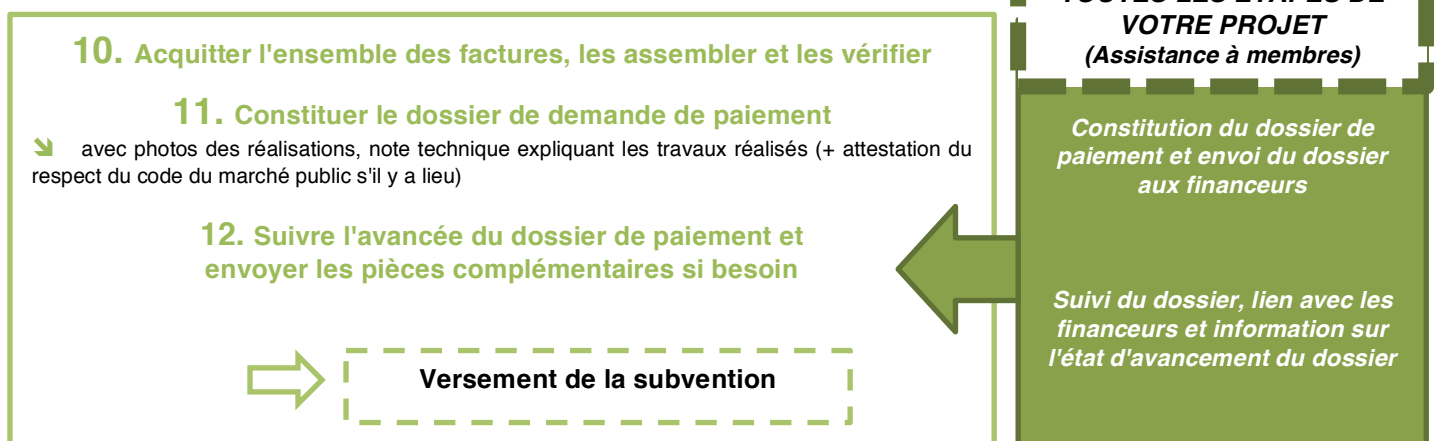 10. Acquitter l'ensemble des factures, les assembler et les vérifier
11. Constituer le dossier de demande de paiement
avec photos des réalisations, note technique expliquant les travaux réalisés (+ attestation du
respect du code du marché public s'il y a lieu)
12. Suivre l'avancée du dossier de paiement et
envoyer les pièces complémentaires si besoin
Versement de la subvention
TOUTES LES ETAPES DE
VOTRE PROJET
(Assistance à membres)
Constitution du dossier de
paiement et envoi du dossier
aux financeurs
Suivi du dossier, lien avec les
financeurs et information sur
l'état d'avancement du dossier